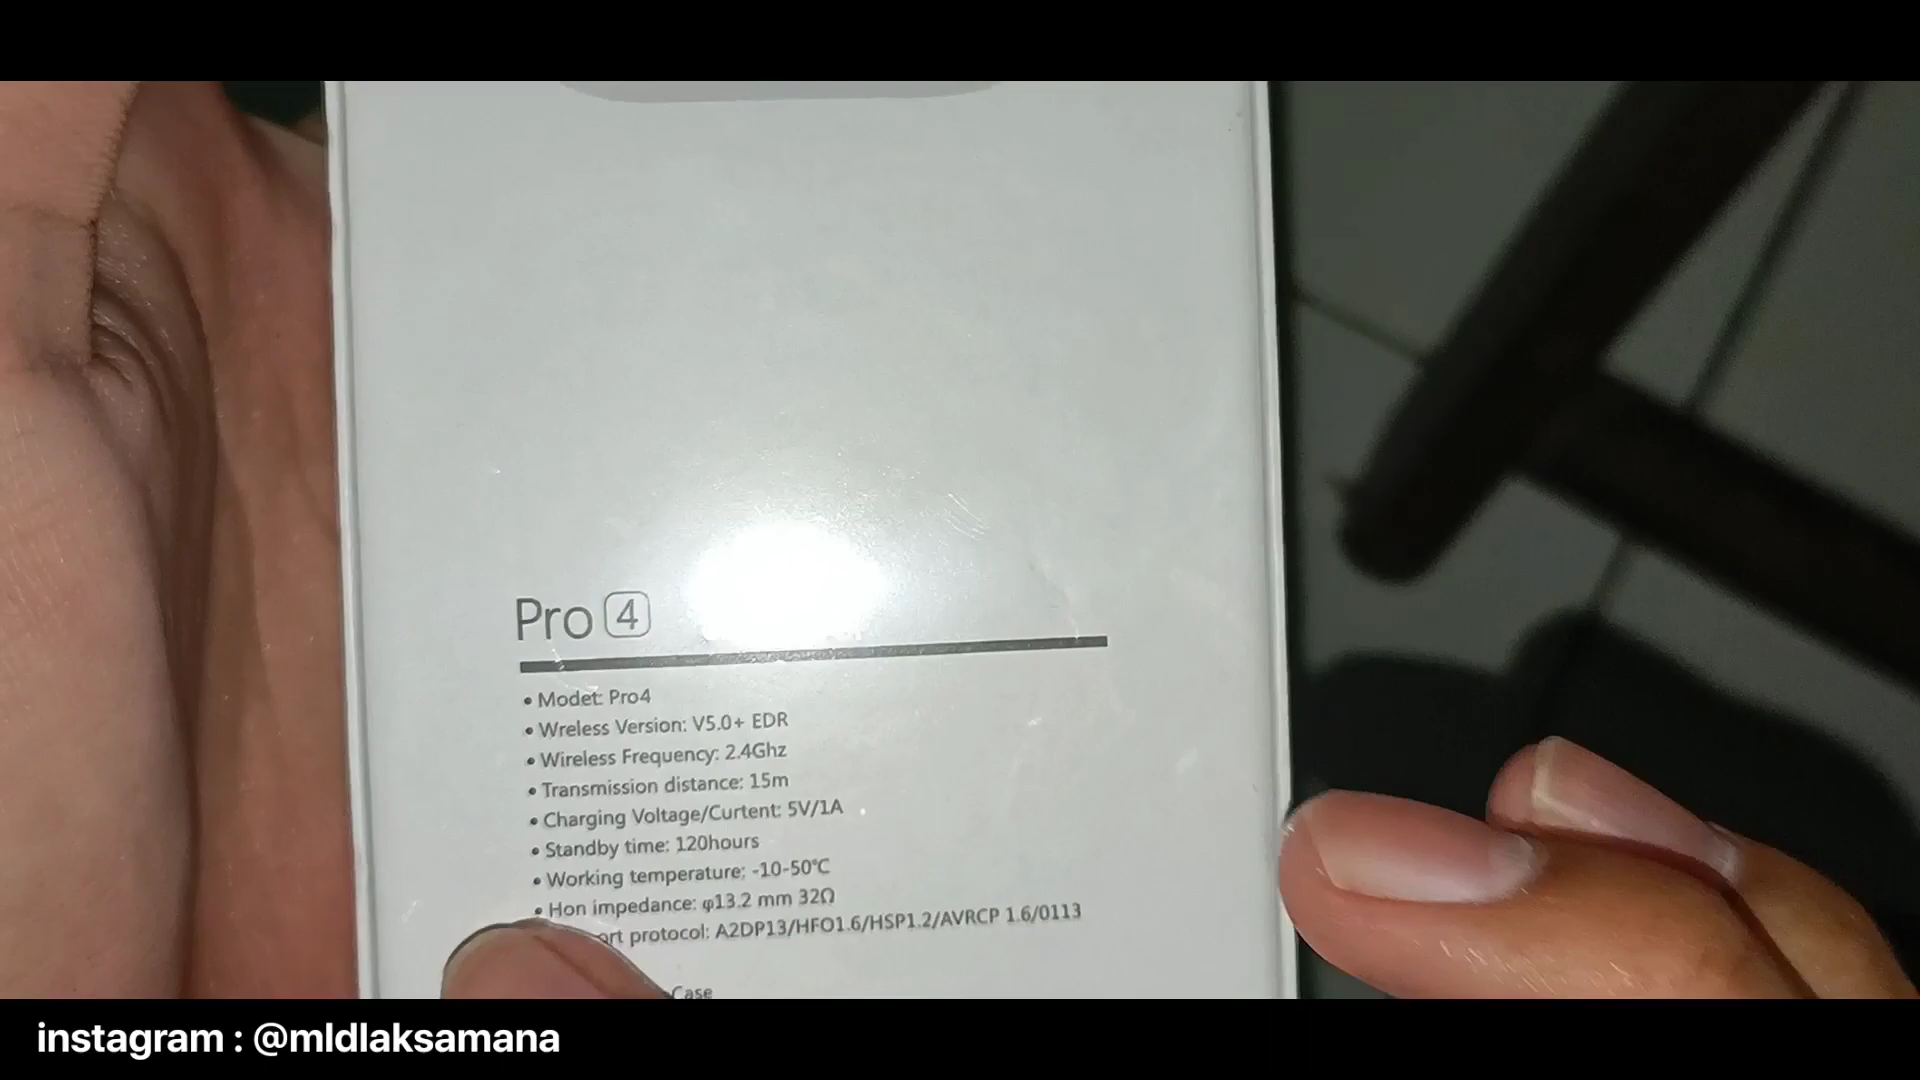 Pro 4
• Modet: Pro4
• Wreless Version: V5.0+ EDR
• Wireless Frequency: 2.4Ghz
• Transmission distance: 15m
• Charging Voltage/Curtent: 5V/1A
• Standby time: 120hours
• Working temperature: -10-50℃
• Hon impedance: φ13.2 mm 32Ω
protocol: A2DP13/HFO1.6/HSP1.2/AVRCP 1.6/0113
Case
instagram : @mldlaksamana